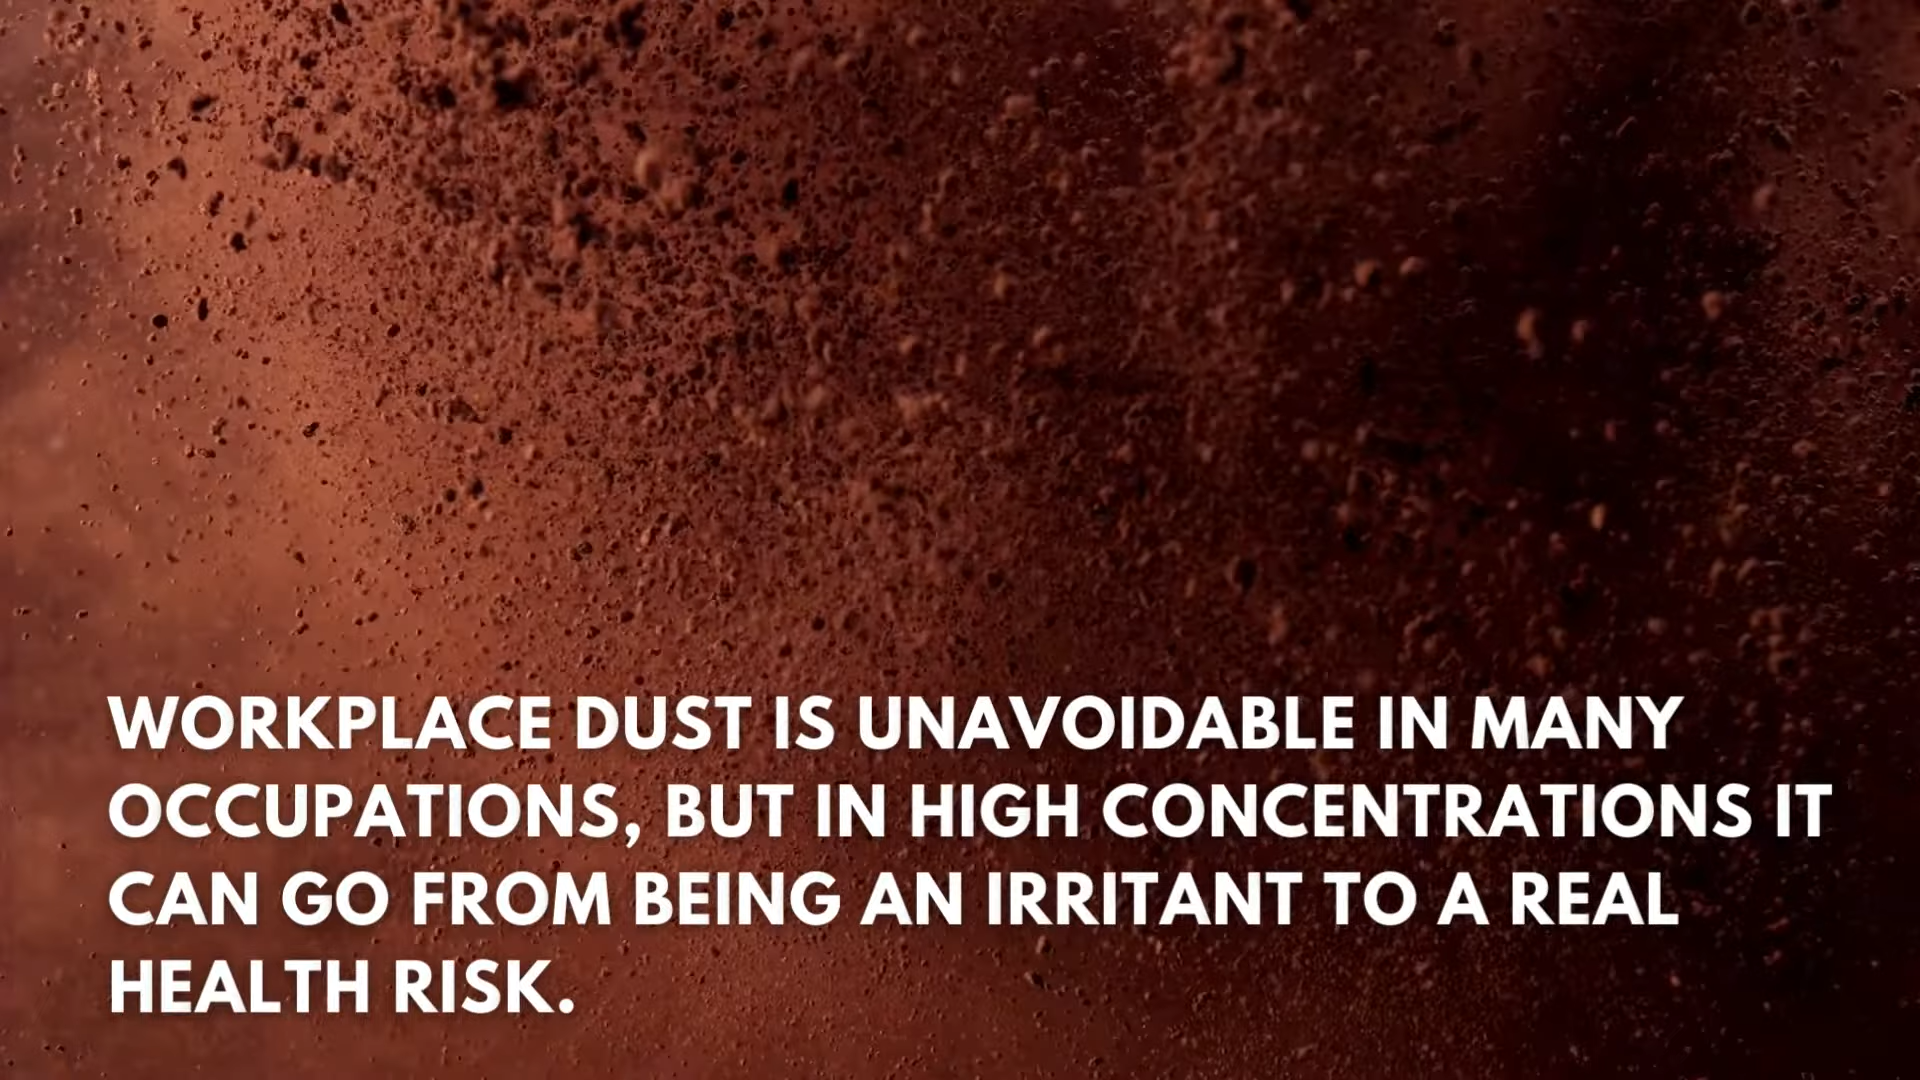 WORKPLACE DUST IS UNAVOIDABLE IN MANY
OCCUPATIONS, BUT IN HIGH CONCENTRATIONS IT
CAN GO FROM BEING AN IRRITANT TO A REAL
HEALTH RISK.